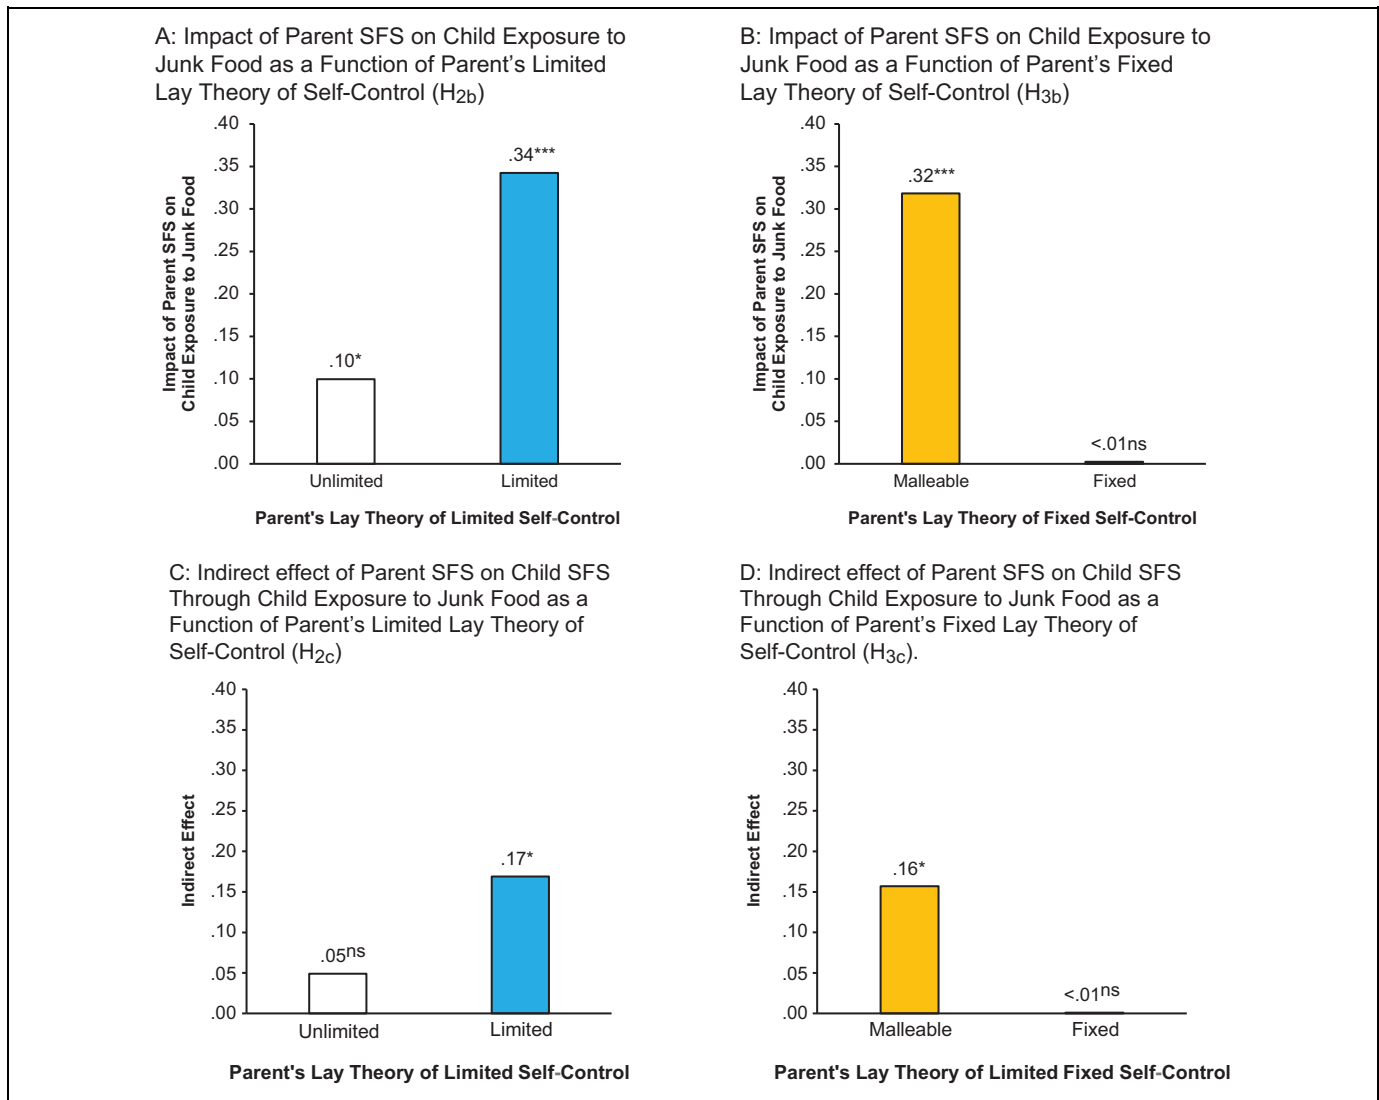 A: Impact of Parent SFS on Child Exposure to
Junk Food as a Function of Parent's Limited
Lay Theory of Self-Control (H2b)
.40
.35
.30
.25
.20
.15
.10
.05
.00
Impact of Parent SFS on
Child Exposure to Junk Food
.10*
.34***
Unlimited
Limited
Parent's Lay Theory of Limited Self-Control
B: Impact of Parent SFS on Child Exposure to
Junk Food as a Function of Parent's Fixed
Lay Theory of Self-Control (H3b)
.40
.35
.30
.25
.20
.15
.10
.05
.00
Impact of Parent SFS on
Child Exposure to Junk Food
.32***
<.01ns
Malleable
Fixed
Parent's Lay Theory of Fixed Self-Control
C: Indirect effect of Parent SFS on Child SFS
Through Child Exposure to Junk Food as a
Function of Parent's Limited Lay Theory of
Self-Control (H2c)
.40
.35
.30
.25
.20
.15
.10
.05
.00
Indirect Effect
.05ns
.17*
Unlimited
Limited
Parent's Lay Theory of Limited Self-Control
D: Indirect effect of Parent SFS on Child SFS
Through Child Exposure to Junk Food as a
Function of Parent's Fixed Lay Theory of
Self-Control (H3c).
.40
.35
.30
.25
.20
.15
.10
.05
.00
Indirect Effect
.16*
<.01ns
Malleable
Fixed
Parent's Lay Theory of Limited Fixed Self-Control